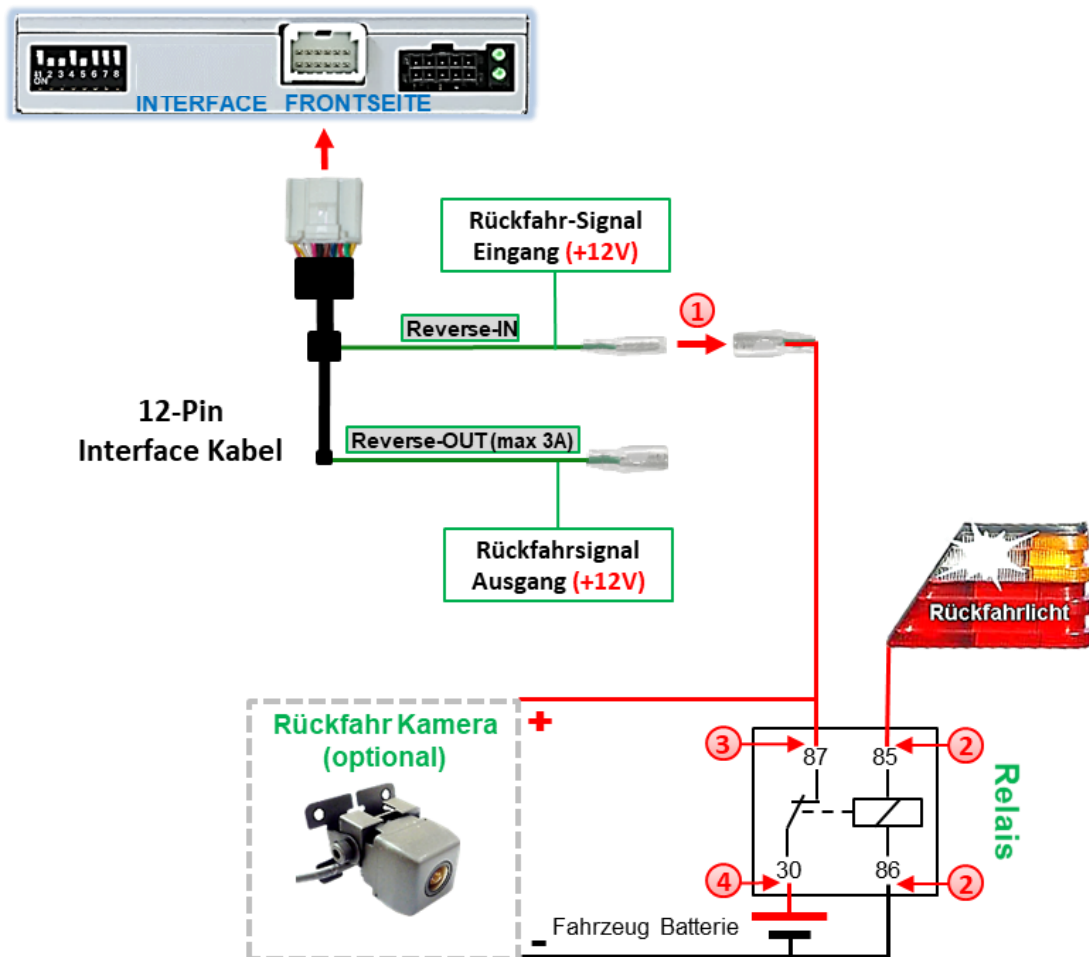 1 2 3 4 5 6 7 8
ON
INTERFACE FRONTSEITE
Rückfahr-Signal
Eingang (+12V)
1
Reverse-IN
12-Pin
Interface Kabel
Reverse-OUT (max 3A)
Rückfahrsignal
Ausgang (+12V)
Rückfahrlicht
Rückfahr Kamera
(optional)
+
3
87
85
2
Relais
4
30
86
2
- Fahrzeug Batterie